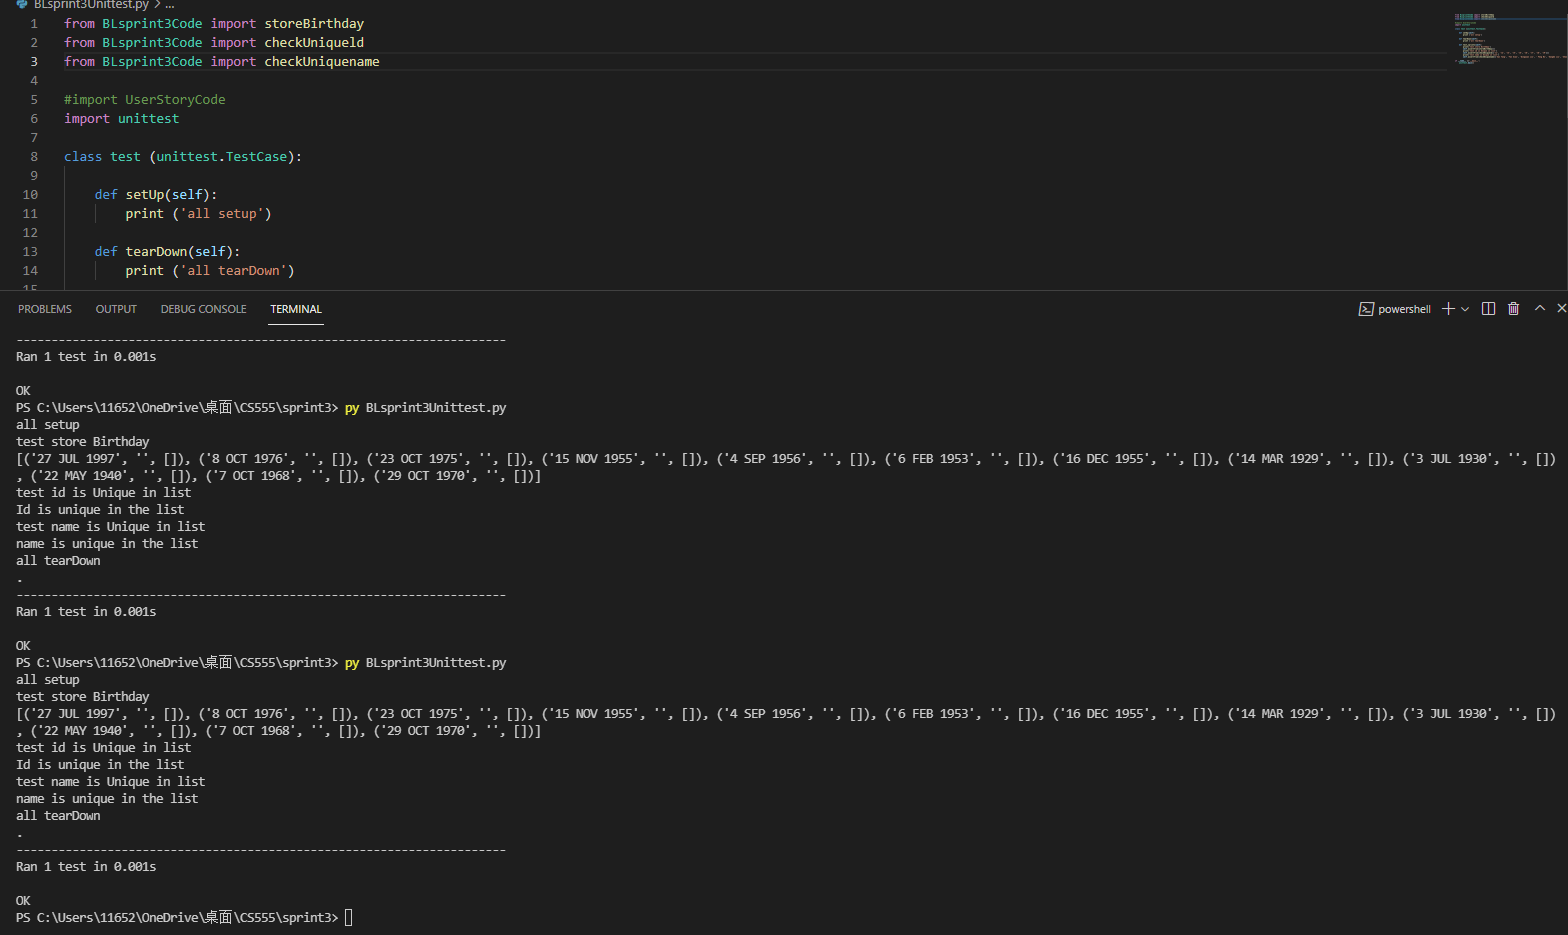 BLsprint3Unittest.py > ...
1 from BLsprint3Code import storeBirthday
2 from BLsprint3Code import checkUniqueld
3 from BLsprint3Code import checkUniquename
4
5 #import UserStoryCode
6 import unittest
7
8 class test (unittest.TestCase):
9
10 def setUp(self):
11 print ('all setup')
12
13 def tearDown(self):
14 print ('all tearDown')
15
PROBLEMS OUTPUT DEBUG CONSOLE TERMINAL powershell
----------------------------------------------------------------------
Ran 1 test in 0.001s
OK
PS C:\Users\11652\OneDrive\桌面\CS555\sprint3> py BLsprint3Unittest.py
all setup
test store Birthday
[('27 JUL 1997', '', []), ('8 OCT 1976', '', []), ('23 OCT 1975', '', []), ('15 NOV 1955', '', []), ('4 SEP 1956', '', []), ('6 FEB 1953', '', []), ('16 DEC 1955', '', []), ('14 MAR 1929', '', []), ('3 JUL 1930', '', [])
, ('22 MAY 1940', '', []), ('7 OCT 1968', '', []), ('29 OCT 1970', '', [])]
test id is Unique in list
Id is unique in the list
test name is Unique in list
name is unique in the list
all tearDown
.
----------------------------------------------------------------------
Ran 1 test in 0.001s
OK
PS C:\Users\11652\OneDrive\桌面\CS555\sprint3> py BLsprint3Unittest.py
all setup
test store Birthday
[('27 JUL 1997', '', []), ('8 OCT 1976', '', []), ('23 OCT 1975', '', []), ('15 NOV 1955', '', []), ('4 SEP 1956', '', []), ('6 FEB 1953', '', []), ('16 DEC 1955', '', []), ('14 MAR 1929', '', []), ('3 JUL 1930', '', [])
, ('22 MAY 1940', '', []), ('7 OCT 1968', '', []), ('29 OCT 1970', '', [])]
test id is Unique in list
Id is unique in the list
test name is Unique in list
name is unique in the list
all tearDown
.
----------------------------------------------------------------------
Ran 1 test in 0.001s
OK
PS C:\Users\11652\OneDrive\桌面\CS555\sprint3>